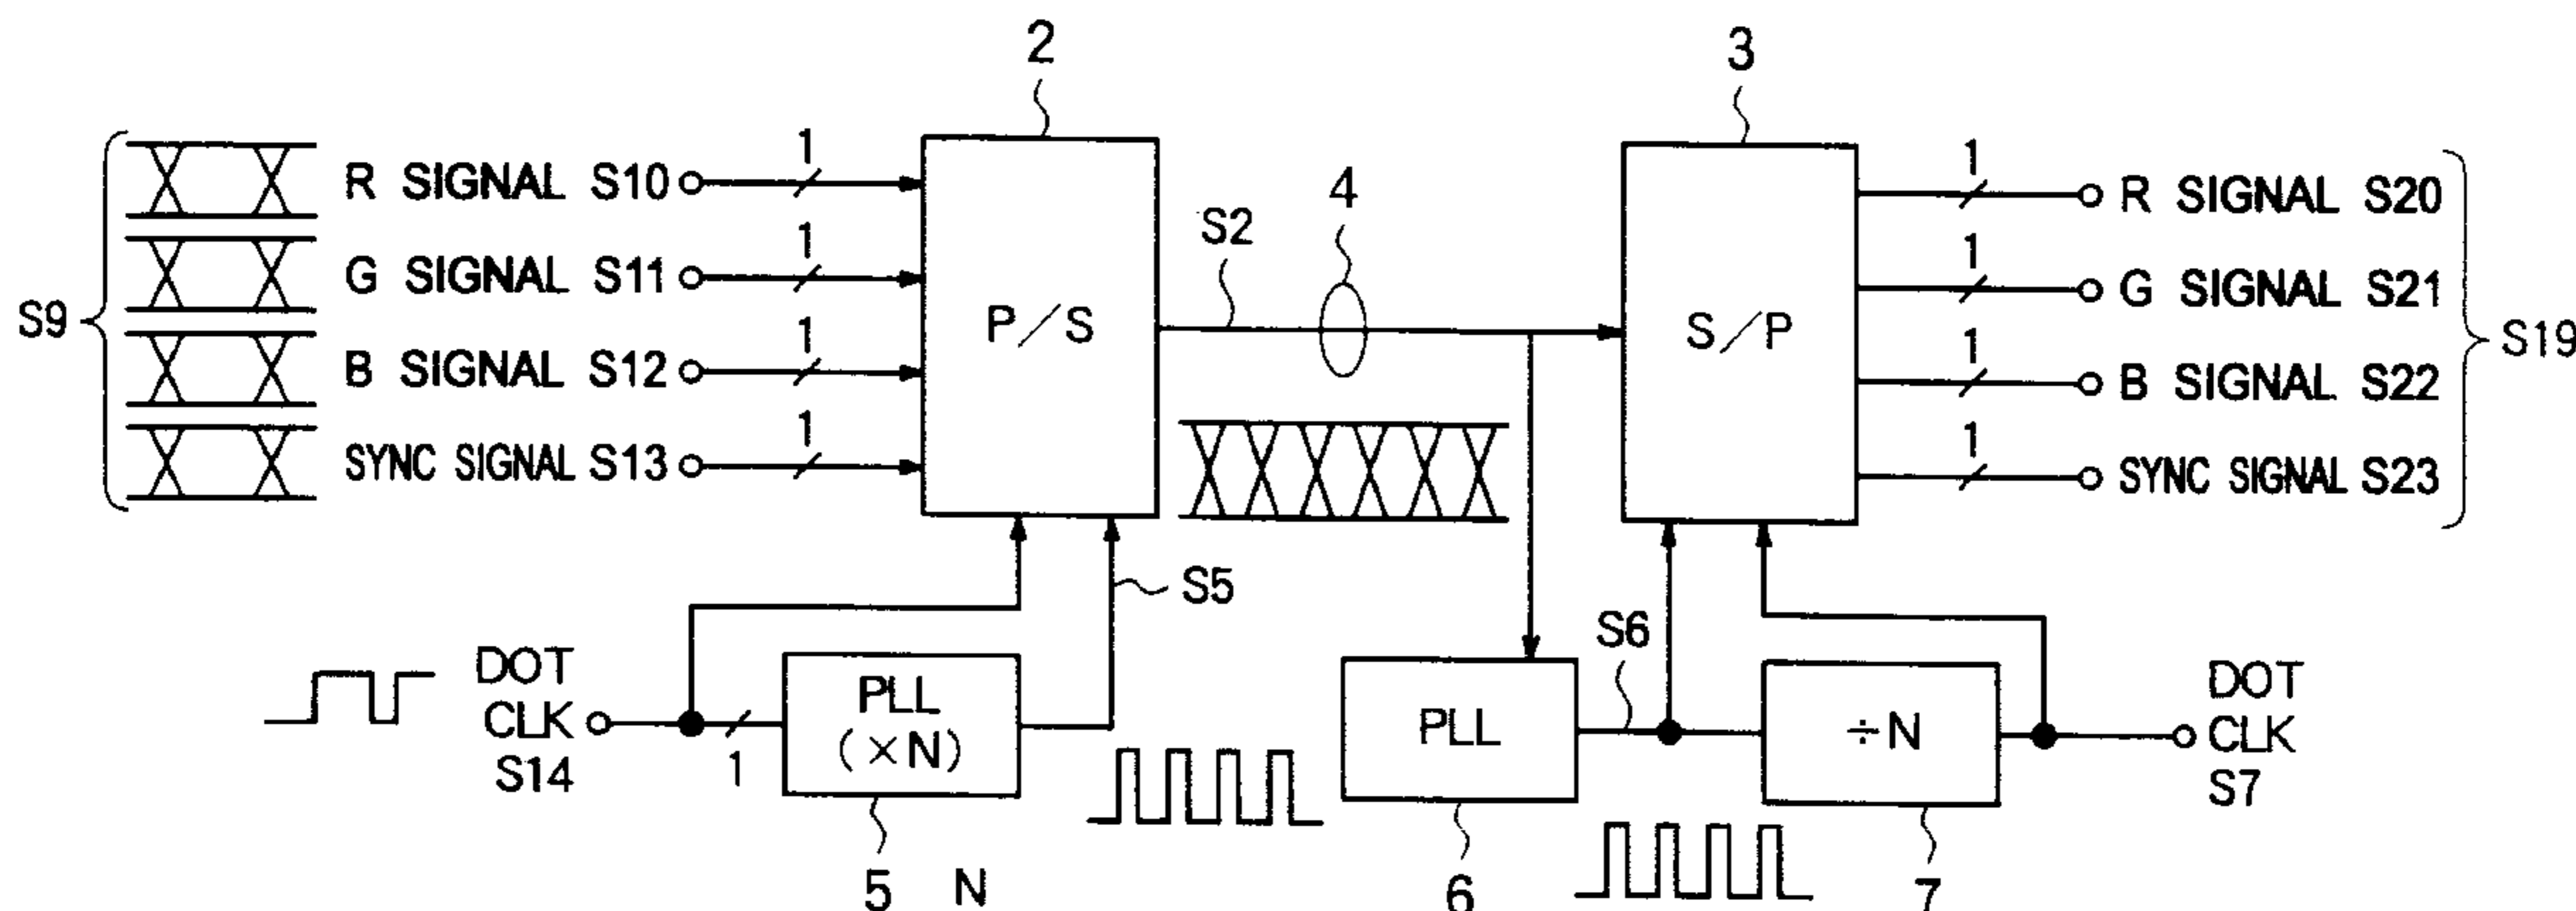 2
3
1
R SIGNAL S10
1
G SIGNAL S11
1
B SIGNAL S12
1
SYNC SIGNAL S13
S9
P/S
S2
4
S/P
1
R SIGNAL S20
1
G SIGNAL S21
1
B SIGNAL S22
1
SYNC SIGNAL S23
S19
S5
S6
DOT
CLK
S14
1
PLL
(×N)
PLL
÷N
DOT
CLK
S7
5
N
6
7